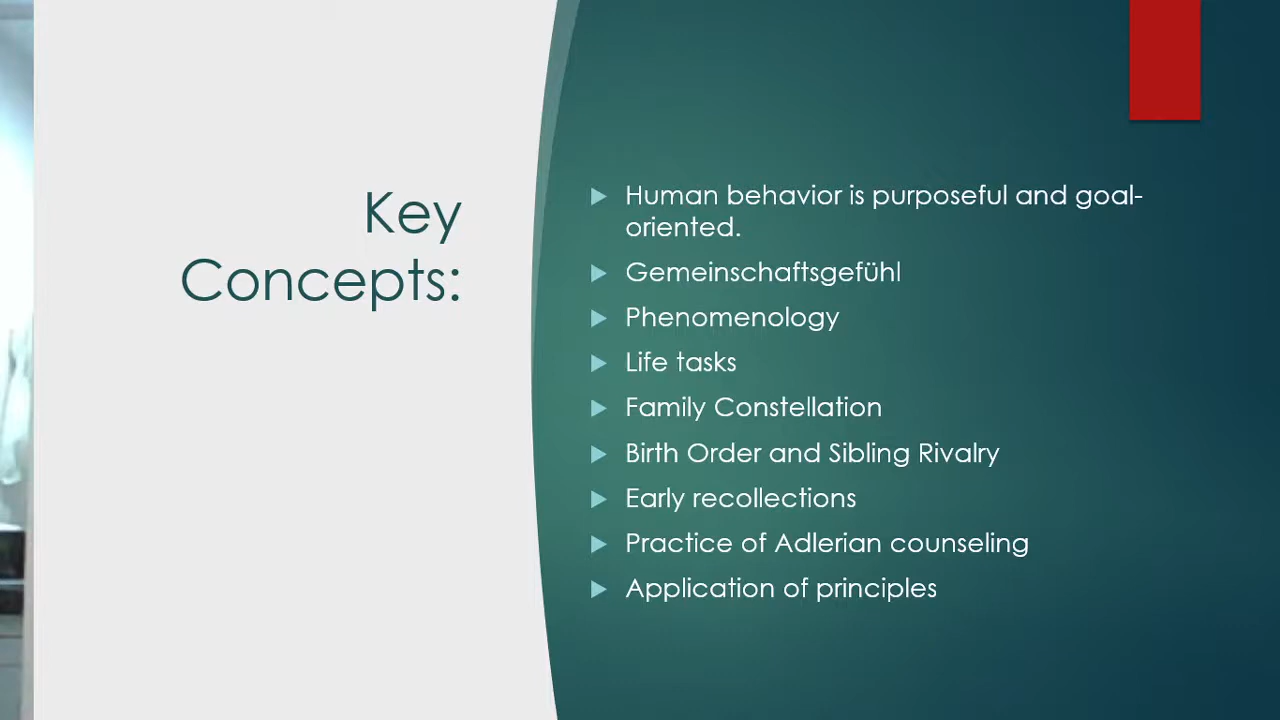 Key
Concepts:
Human behavior is purposeful and goal-
oriented.
Gemeinschaftsgefühl
Phenomenology
Life tasks
Family Constellation
Birth Order and Sibling Rivalry
Early recollections
Practice of Adlerian counseling
Application of principles